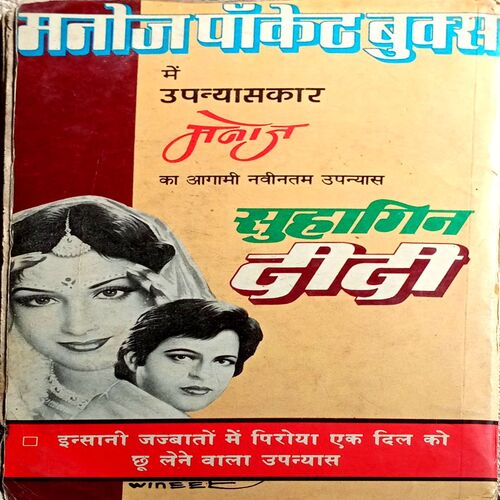 मनोज पॉकेट बुक्स
में
उपन्यासकार
मनोज
का आगामी नवीनतम उपन्यास
सुहागिन
दीदी
इन्सानी जज्बातों में पिरोया एक दिल को
छू लेने वाला उपन्यास